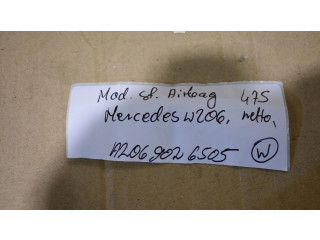 Mod. St. Airbag 475
Mercedes W206, netto,
A206 902 6505 W